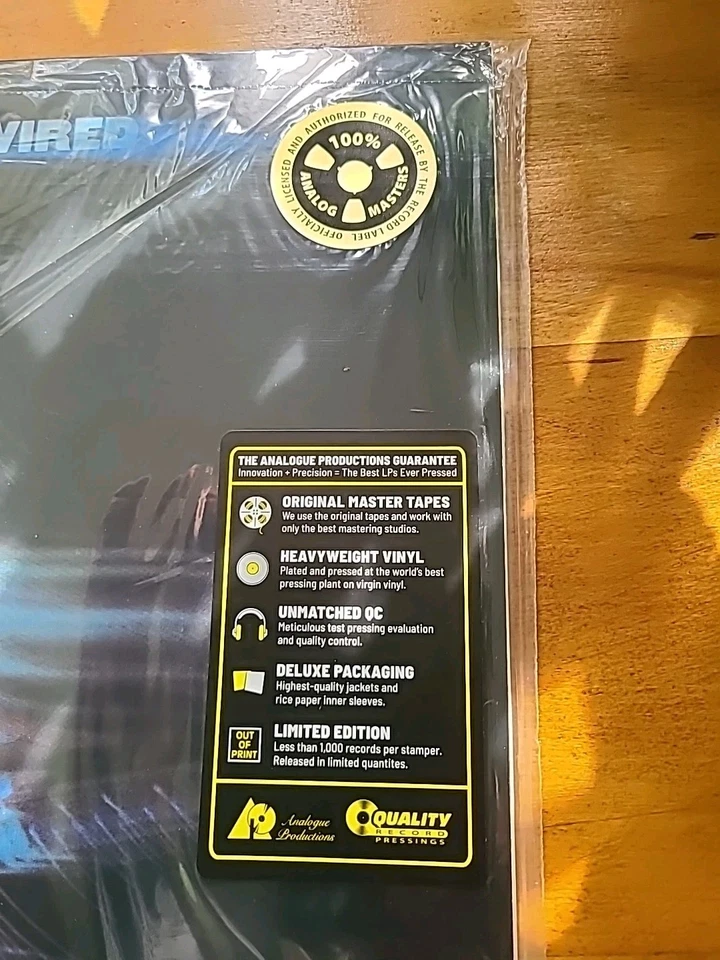 WIRED
OFFICIALLY LICENSED AND AUTHORIZED FOR RELEASE BY THE RECORD LABEL
100%
ANALOG MASTERS
THE ANALOGUE PRODUCTIONS GUARANTEE
Innovation + Precision = The Best LPs Ever Pressed
ORIGINAL MASTER TAPES
We use the original tapes and work with
only the best mastering studios.
HEAVYWEIGHT VINYL
Plated and pressed at the world's best
pressing plant on virgin vinyl.
UNMATCHED QC
Meticulous test pressing evaluation
and quality control.
DELUXE PACKAGING
Highest-quality jackets and
rice paper inner sleeves.
OUT
OF
PRINT
LIMITED EDITION
Less than 1,000 records per stamper.
Released in limited quantites.
AP
Analogue
Productions
QUALITY
RECORD
PRESSINGS